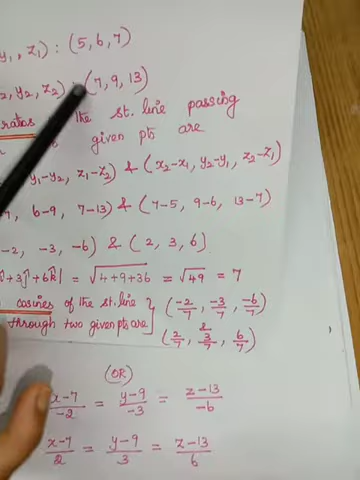 y₁, z₁) : (5, 6, 7)
2, y₂, z₂) (7, 9, 13)
ratios the st. line passing
given pts are
y₁-y₂, z₁-z₂) & (x₂-x₁, y₂-y₁, z₂-z₁)
7, 6-9, 7-13) & (7-5, 9-6, 13-7)
-2, -3, -6) & (2, 3, 6)
+3ĵ+6k̂| = √4+9+36 = √49 = 7
cosines of the st. line (-2/7, -3/7, -6/7)
through two given pts are (2/7, 3/7, 6/7)
(OR)
x-7/-2 = y-9/-3 = z-13/-6
x-7/2 = y-9/3 = z-13/6